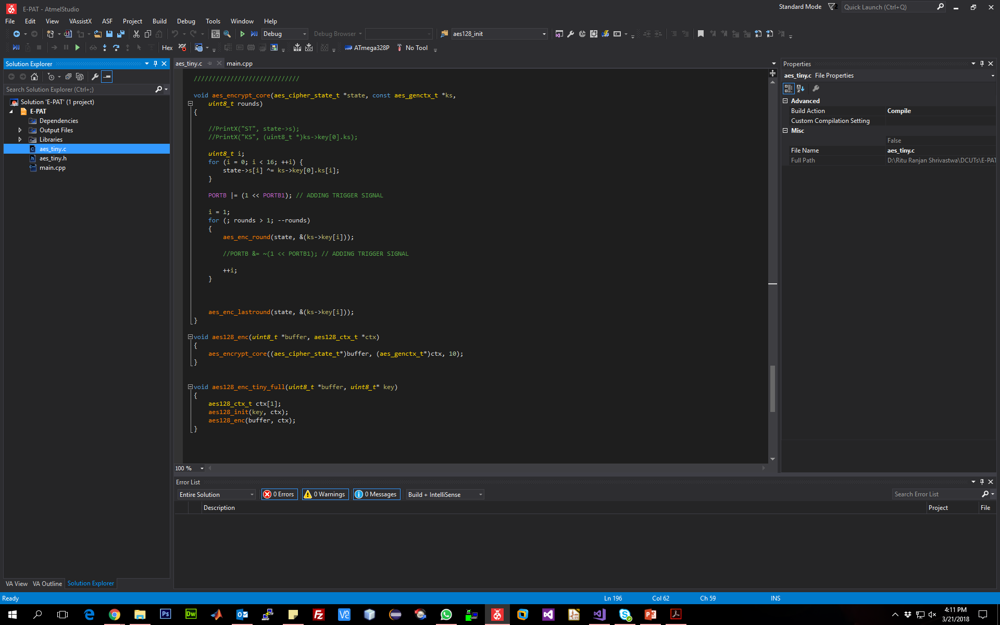 E-PAT - AtmelStudio
Standard Mode
2
Quick Launch (Ctrl+Q)
File Edit View VAssistX ASF Project Build Debug Tools Window Help
Debug
Debug Browser
aes128_init
Hex
ATmega328P
No Tool
Solution Explorer
Search Solution Explorer (Ctrl+;)
Solution 'E-PAT' (1 project)
E-PAT
Dependencies
Output Files
Libraries
aes_tiny.c
aes_tiny.h
main.cpp
VA View VA Outline Solution Explorer
aes_tiny.c
main.cpp
/////////////////////////////
void aes_encrypt_core(aes_cipher_state_t *state, const aes_genctx_t *ks,
uint8_t rounds)
{
//PrintX("ST", state->s);
//PrintX("KS", (uint8_t *)ks->key[0].ks);
uint8_t i;
for (i = 0; i < 16; ++i) {
state->s[i] ^= ks->key[0].ks[i];
}
PORTB |= (1 << PORTB1); // ADDING TRIGGER SIGNAL
i = 1;
for (; rounds > 1; --rounds)
{
aes_enc_round(state, &(ks->key[i]));
//PORTB &= ~(1 << PORTB1); // ADDING TRIGGER SIGNAL
++i;
}
aes_enc_lastround(state, &(ks->key[i]));
}
void aes128_enc(uint8_t *buffer, aes128_ctx_t *ctx)
{
aes_encrypt_core((aes_cipher_state_t*)buffer, (aes_genctx_t*)ctx, 10);
}
void aes128_enc_tiny_full(uint8_t *buffer, uint8_t* key)
{
aes128_ctx_t ctx[1];
aes128_init(key, ctx);
aes128_enc(buffer, ctx);
}
100 %
Properties
aes_tiny.c File Properties
Advanced
Build Action Compile
Custom Compilation Setting
Misc
False
File Name aes_tiny.c
Full Path D:\Ritu Ranjan Shrivastwa\DCUTs\E-PAT
Error List
Entire Solution
0 Errors
0 Warnings
0 Messages
Build + IntelliSense
Search Error List
Description Project File
Ready
Ln 196 Col 62 Ch 59 INS
Ps
Dw
4:11 PM
3/21/2018